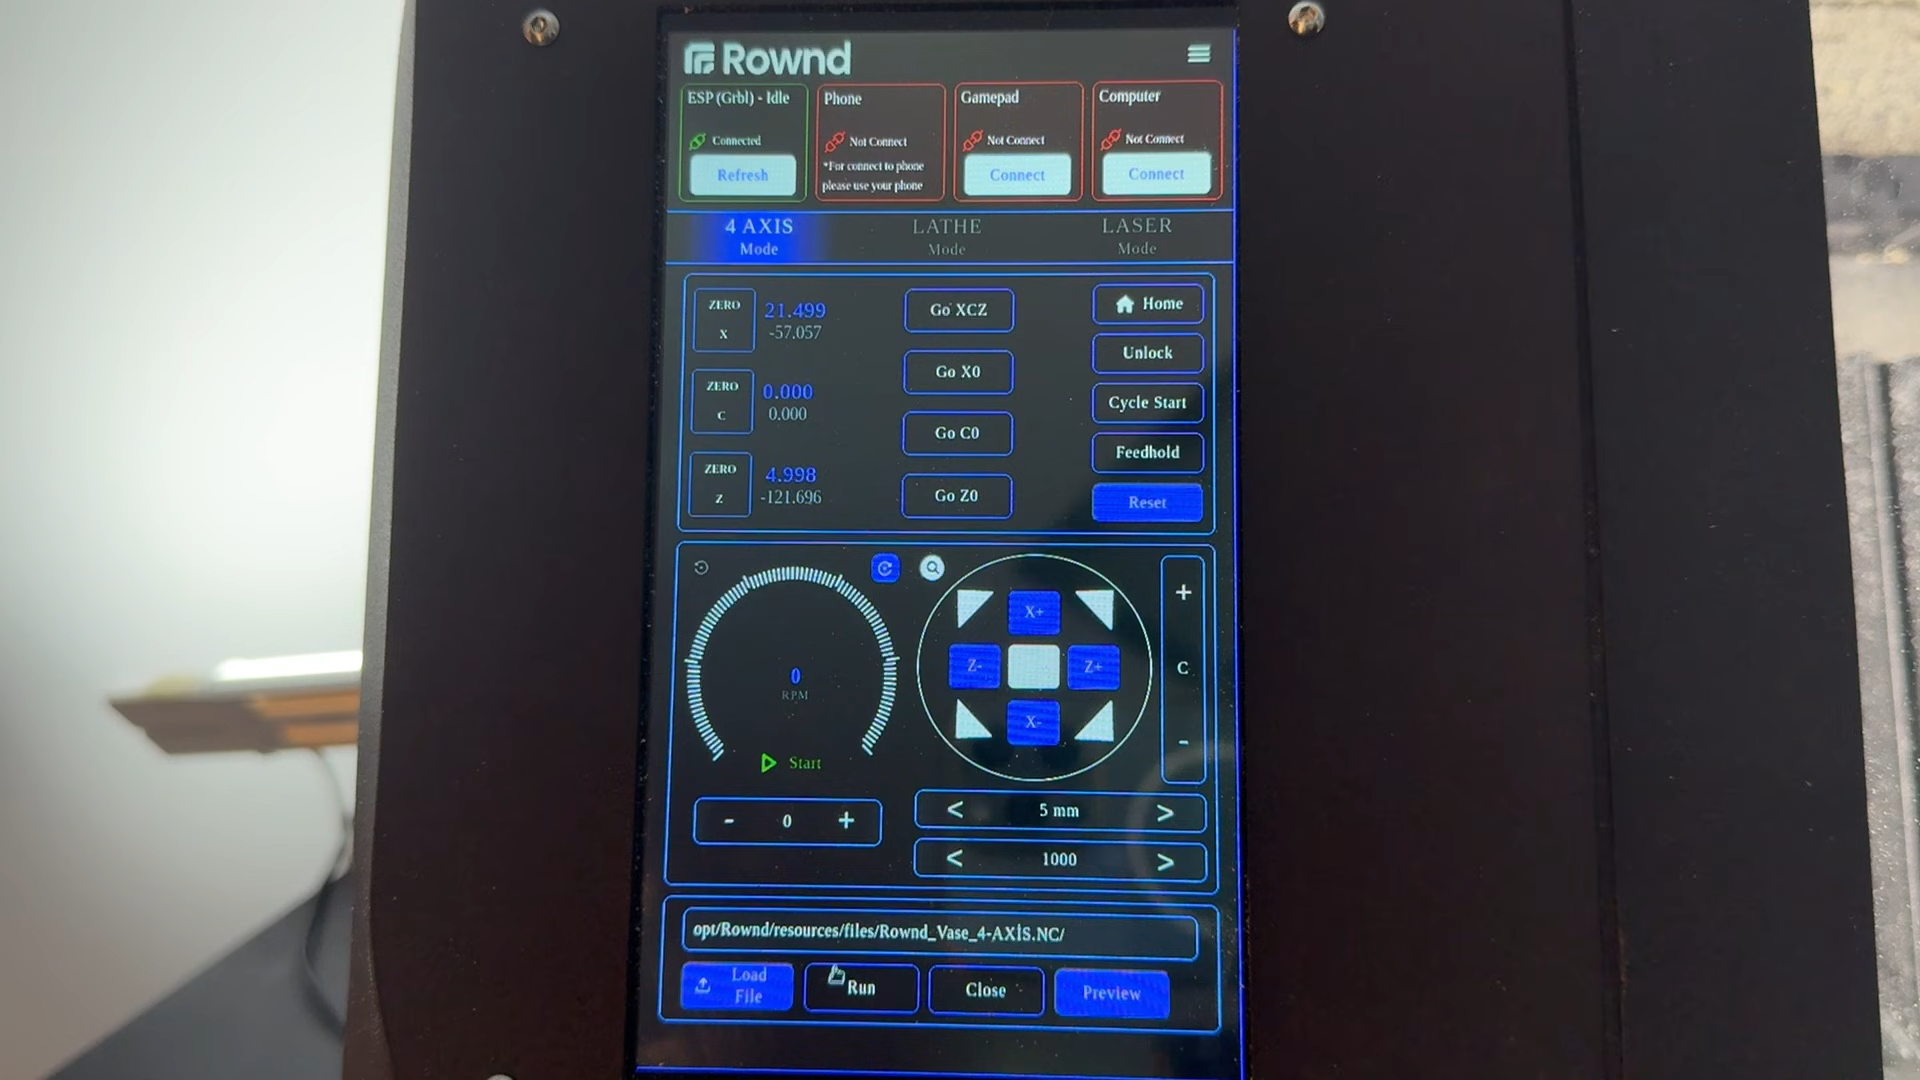 Rownd
ESP (Grbl) - Idle
Connected
Refresh
Phone
Not Connect
*For connect to phone
please use your phone
Gamepad
Not Connect
Connect
Computer
Not Connect
Connect
4 AXIS
Mode
LATHE
Mode
LASER
Mode
ZERO
X
21.499
-57.057
Go XCZ
Home
Unlock
ZERO
C
0.000
0.000
Go X0
Cycle Start
Go C0
Feedhold
ZERO
Z
4.998
-121.696
Go Z0
Reset
0
RPM
Start
- 0 +
X+
Z-
Z+
X-
+
C
-
< 5 mm >
< 1000 >
opt/Rownd/resources/files/Rownd_Vase_4-AXİS.NC/
Load
File
Run
Close
Preview